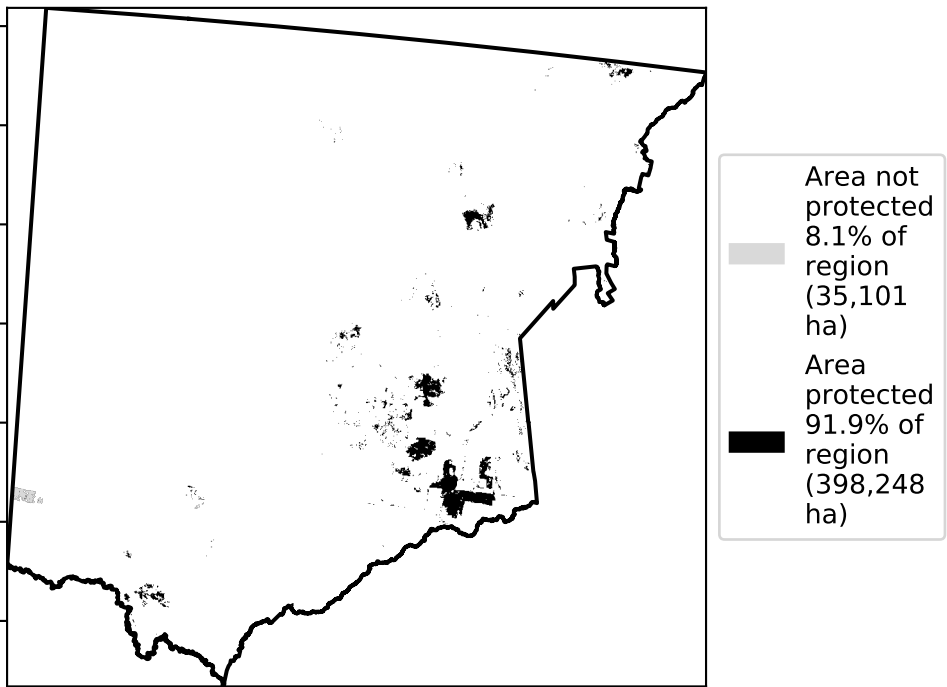 Area not
protected
8.1% of
region
(35,101
ha)
Area
protected
91.9% of
region
(398,248
ha)